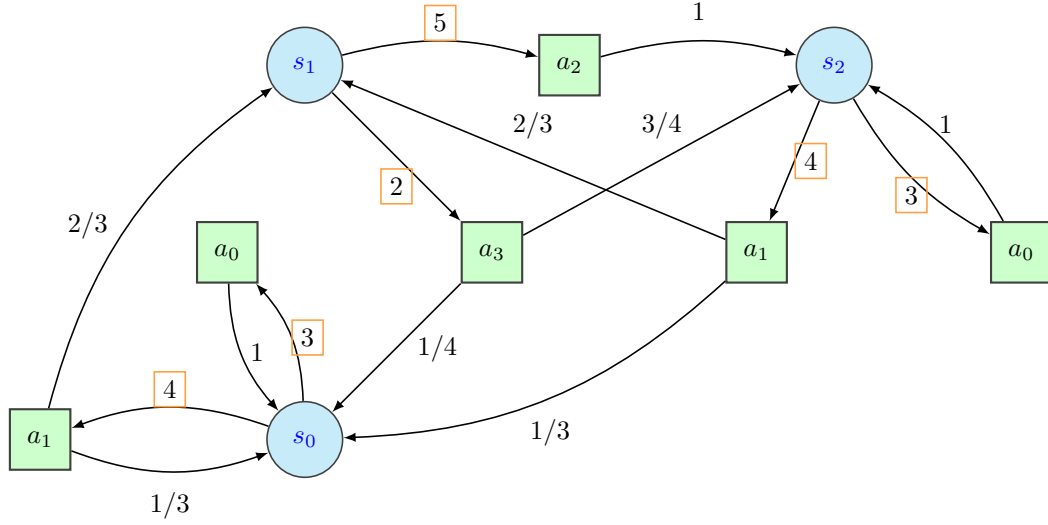 5
1
s₁
a₂
s₂
2/3
3/4
1
4
2
3
2/3
a₀
a₃
a₁
a₀
3
1
1/4
4
a₁
s₀
1/3
1/3